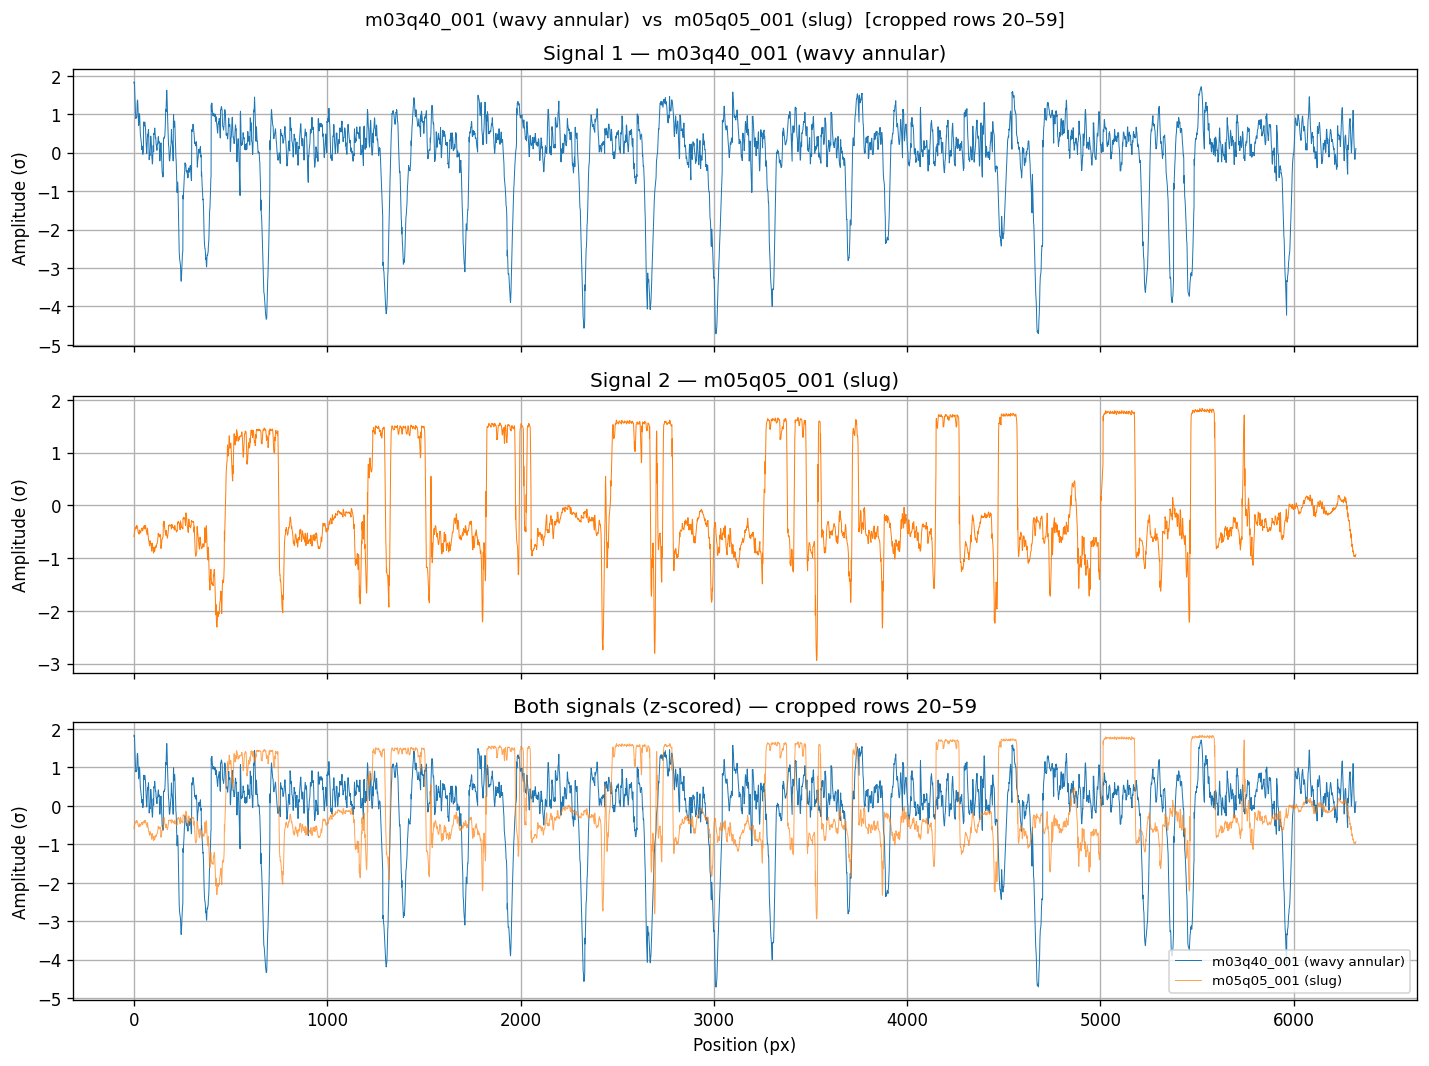 m03q40_001 (wavy annular)  vs  m05q05_001 (slug)  [cropped rows 20–59]
Signal 1 — m03q40_001 (wavy annular)
2
1
0
−1
−2
−3
−4
−5
Amplitude (σ)
Signal 2 — m05q05_001 (slug)
2
1
0
−1
−2
−3
Amplitude (σ)
Both signals (z-scored) — cropped rows 20–59
2
1
0
−1
−2
−3
−4
−5
Amplitude (σ)
m03q40_001 (wavy annular)
m05q05_001 (slug)
0 1000 2000 3000 4000 5000 6000
Position (px)